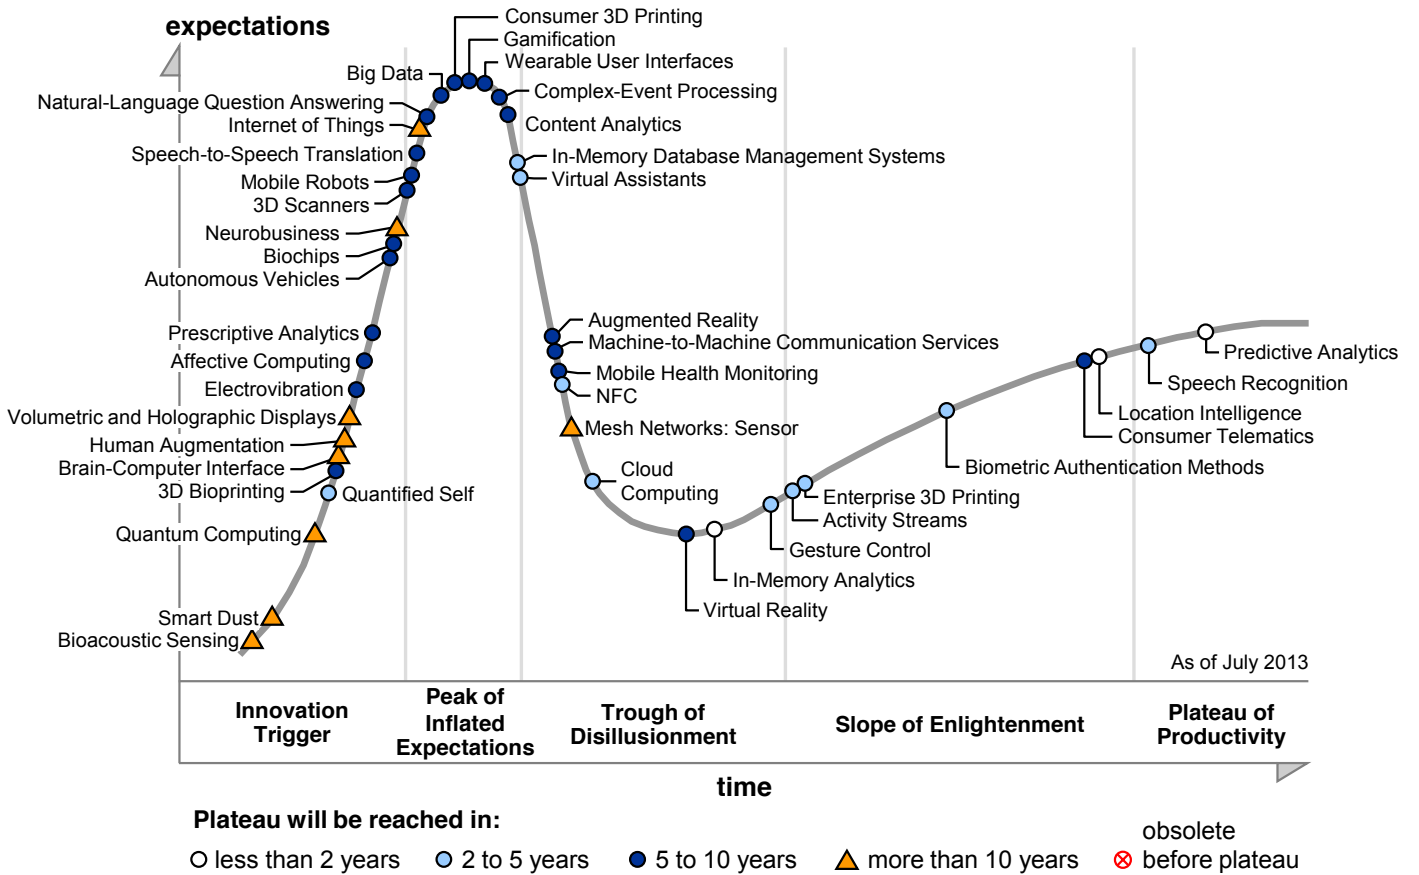 expectations
Consumer 3D Printing
Gamification
Wearable User Interfaces
Big Data
Complex-Event Processing
Natural-Language Question Answering
Internet of Things
Content Analytics
Speech-to-Speech Translation
In-Memory Database Management Systems
Mobile Robots
Virtual Assistants
3D Scanners
Neurobusiness
Biochips
Autonomous Vehicles
Augmented Reality
Prescriptive Analytics
Machine-to-Machine Communication Services
Predictive Analytics
Affective Computing
Mobile Health Monitoring
Speech Recognition
Electrovibration
NFC
Location Intelligence
Volumetric and Holographic Displays
Mesh Networks: Sensor
Consumer Telematics
Human Augmentation
Brain-Computer Interface
Cloud
Computing
Biometric Authentication Methods
3D Bioprinting
Quantified Self
Enterprise 3D Printing
Activity Streams
Quantum Computing
Gesture Control
In-Memory Analytics
Virtual Reality
Smart Dust
Bioacoustic Sensing
As of July 2013
Innovation
Trigger
Peak of
Inflated
Expectations
Trough of
Disillusionment
Slope of Enlightenment
Plateau of
Productivity
time
Plateau will be reached in:
less than 2 years
2 to 5 years
5 to 10 years
more than 10 years
obsolete
before plateau